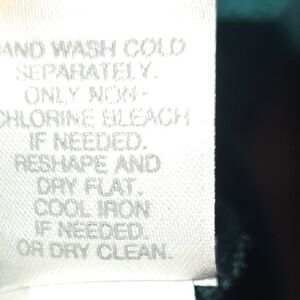 AND WASH COLD
SEPARATELY.
ONLY NON-
CHLORINE BLEACH
IF NEEDED.
RESHAPE AND
DRY FLAT.
COOL IRON
IF NEEDED.
OR DRY CLEAN.